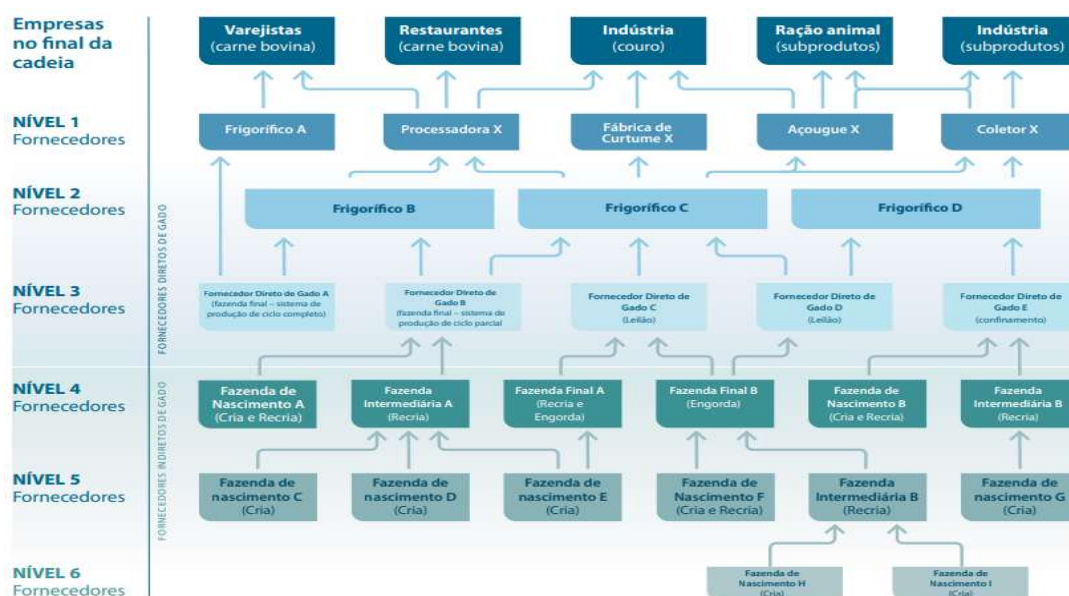 Empresas
no final da
cadeia
Varejistas
(carne bovina)
Restaurantes
(carne bovina)
Indústria
(couro)
Ração animal
(subprodutos)
Indústria
(subprodutos)
NÍVEL 1
Fornecedores
Frigorífico A
Processadora X
Fábrica de
Curtume X
Açougue X
Coletor X
NÍVEL 2
Fornecedores
Frigorífico B
Frigorífico C
Frigorífico D
FORNECEDORES DIRETOS DE GADO
NÍVEL 3
Fornecedores
Fornecedor Direto de Gado A
(fazenda final – sistema de
produção de ciclo completo)
Fornecedor Direto de
Gado B
(fazenda final – sistema de
produção de ciclo parcial
Fornecedor Direto de
Gado C
(Leilão)
Fornecedor Direto de
Gado D
(Leilão)
Fornecedor Direto de
Gado E
(confinamento)
FORNECEDORES INDIRETOS DE GADO
NÍVEL 4
Fornecedores
Fazenda de
Nascimento A
(Cria e Recria)
Fazenda
Intermediária A
(Recria)
Fazenda Final A
(Recria e
Engorda)
Fazenda Final B
(Engorda)
Fazenda de
Nascimento B
(Cria e Recria)
Fazenda
Intermediária B
(Recria)
NÍVEL 5
Fornecedores
Fazenda de
nascimento C
(Cria)
Fazenda de
nascimento D
(Cria)
Fazenda de
nascimento E
(Cria)
Fazenda de
Nascimento F
(Cria e Recria)
Fazenda
Intermediária B
(Recria)
Fazenda de
nascimento G
(Cria)
NÍVEL 6
Fornecedores
Fazenda de
Nascimento H
(Cria)
Fazenda de
Nascimento I
(Cria)